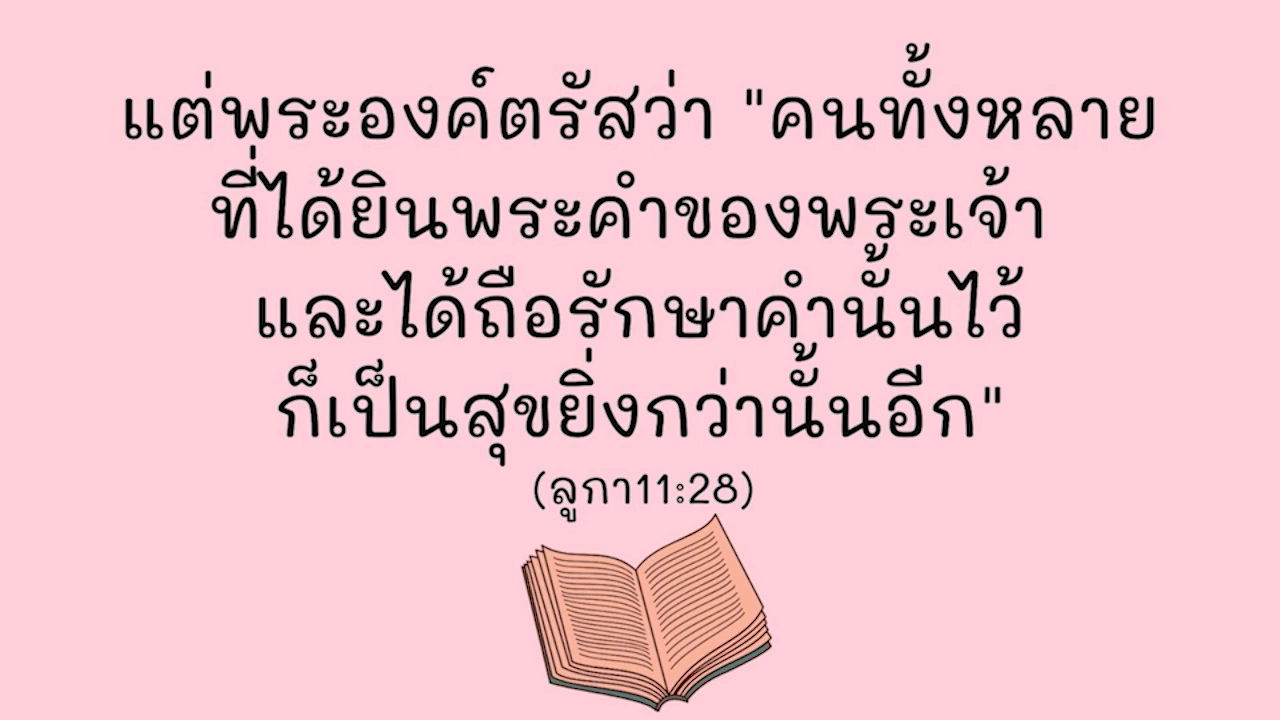 แต่พระองค์ตรัสว่า "คนทั้งหลาย
ที่ได้ยินพระคำของพระเจ้า
และได้ถือรักษาคำนั้นไว้
ก็เป็นสุขยิ่งกว่านั้นอีก"
(ลูกา11:28)